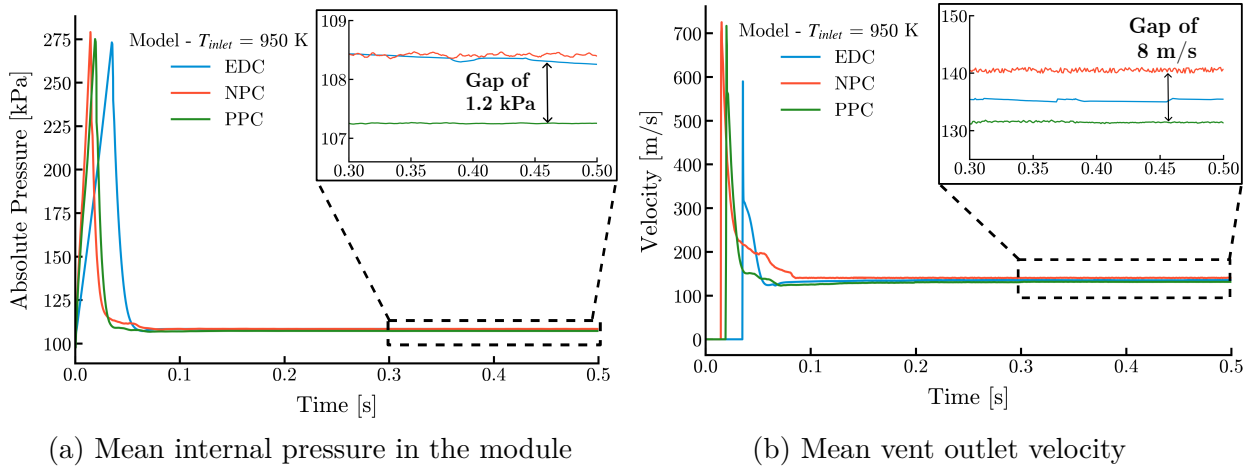 Absolute Pressure [kPa]
275
250
225
200
175
150
125
100
0.0
0.1
0.2
0.3
0.4
0.5
Time [s]
Model - T_inlet = 950 K
EDC
NPC
PPC
109
108
107
0.30
0.35
0.40
0.45
0.50
Gap of
1.2 kPa
(a) Mean internal pressure in the module
Velocity [m/s]
700
600
500
400
300
200
100
0
0.0
0.1
0.2
0.3
0.4
0.5
Time [s]
Model - T_inlet = 950 K
EDC
NPC
PPC
150
140
130
0.30
0.35
0.40
0.45
0.50
Gap of
8 m/s
(b) Mean vent outlet velocity